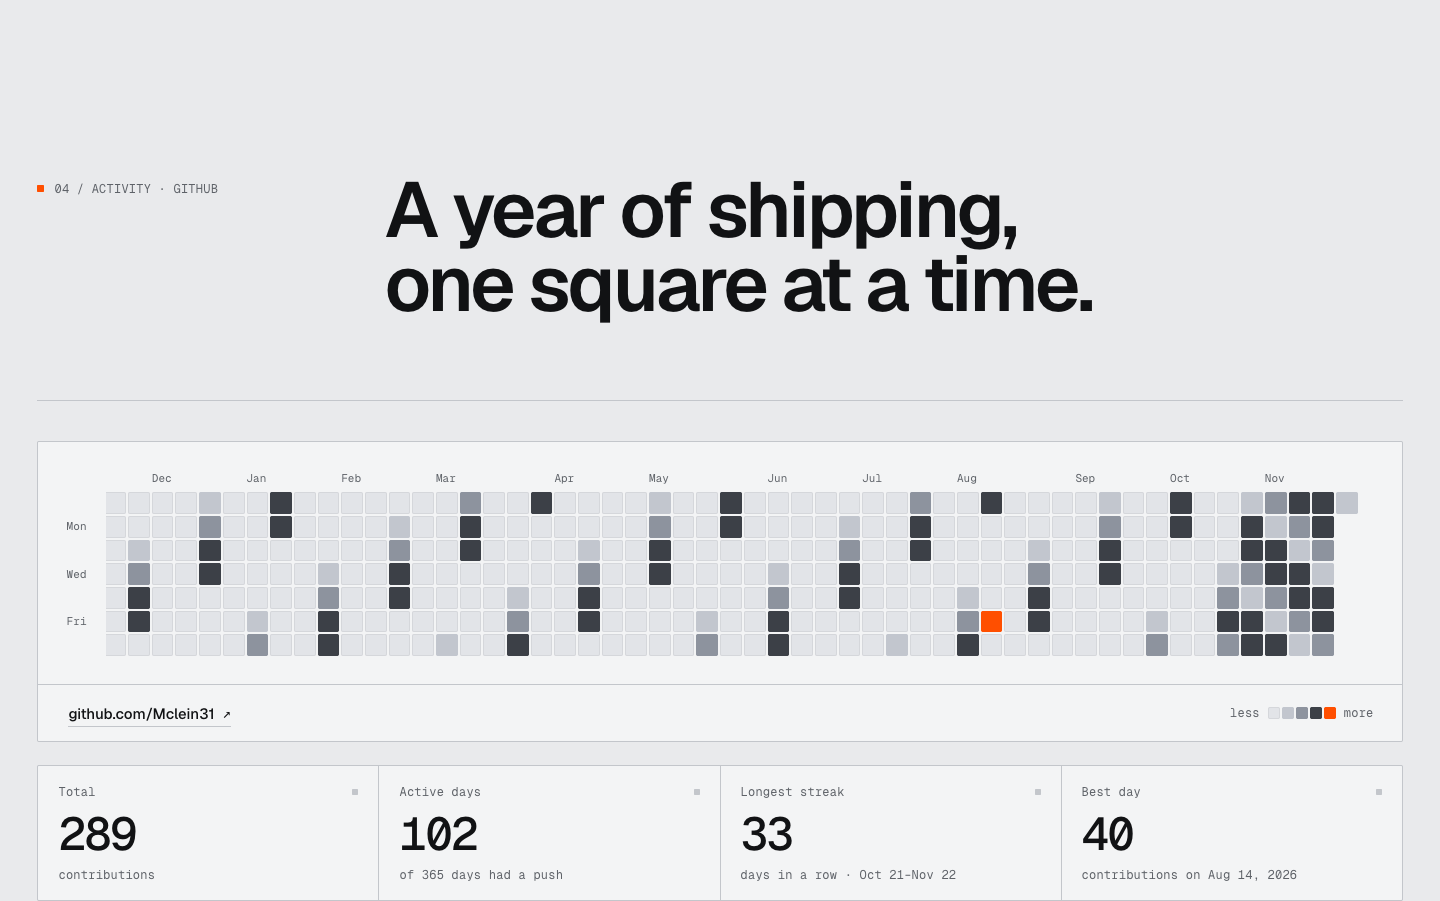 04 / ACTIVITY · GITHUB
A year of shipping,
one square at a time.
Dec Jan Feb Mar Apr May Jun Jul Aug Sep Oct Nov
Mon
Wed
Fri
github.com/Mclein31 ↗
less more
Total
289
contributions
Active days
102
of 365 days had a push
Longest streak
33
days in a row · Oct 21–Nov 22
Best day
40
contributions on Aug 14, 2026